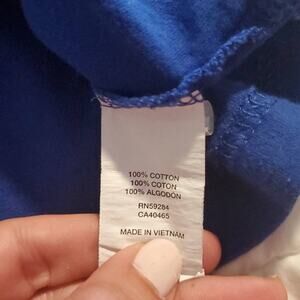 100% COTTON
100% COTON
100% ALGODON
RN59284
CA40465
MADE IN VIETNAM